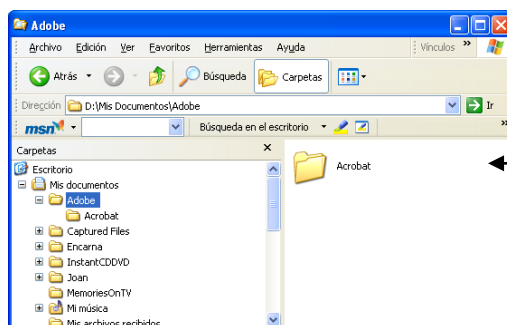 Adobe
Archivo Edición Ver Favoritos Herramientas Ayuda Vínculos »
Atrás Búsqueda Carpetas
Dirección D:\Mis Documentos\Adobe Ir
msn Búsqueda en el escritorio »
Carpetas
Acrobat
Escritorio
Mis documentos
Adobe
Acrobat
Captured Files
Encarna
InstantCDDVD
Joan
MemoriesOnTV
Mi música
Mis archivos recibidos